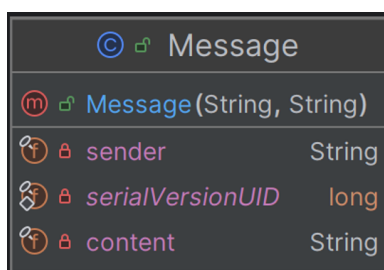 C Message
m Message(String, String)
f sender String
f serialVersionUID long
f content String